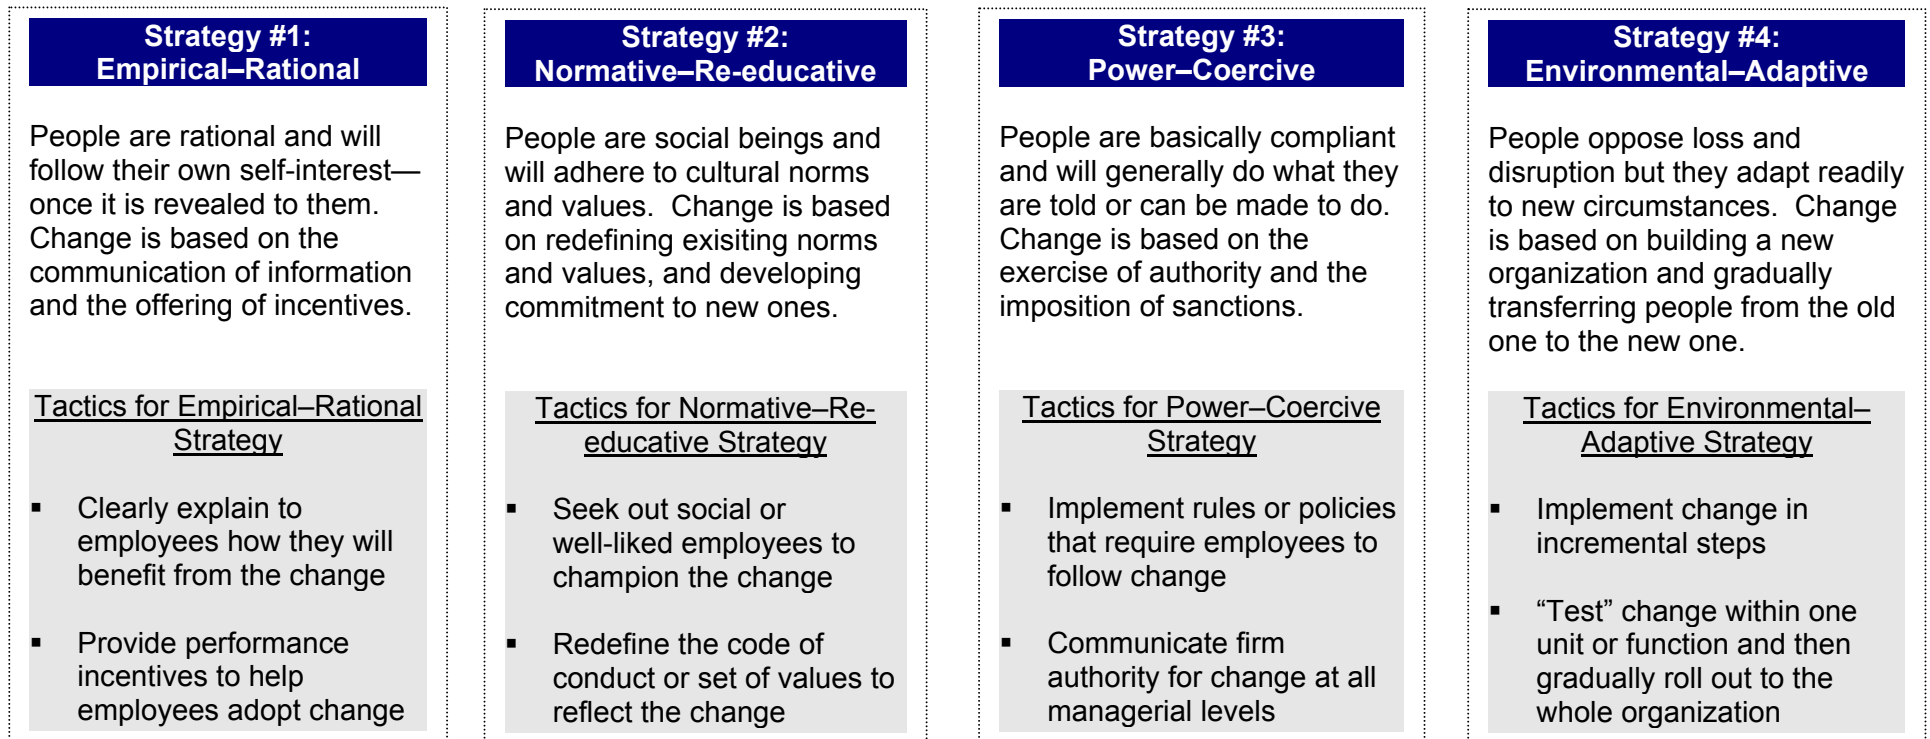 Strategy #1:
Empirical–Rational
People are rational and will
follow their own self-interest—
once it is revealed to them.
Change is based on the
communication of information
and the offering of incentives.
Tactics for Empirical–Rational
Strategy
▪ Clearly explain to
employees how they will
benefit from the change
▪ Provide performance
incentives to help
employees adopt change
Strategy #2:
Normative–Re-educative
People are social beings and
will adhere to cultural norms
and values.  Change is based
on redefining exisiting norms
and values, and developing
commitment to new ones.
Tactics for Normative–Re-
educative Strategy
▪ Seek out social or
well-liked employees to
champion the change
▪ Redefine the code of
conduct or set of values to
reflect the change
Strategy #3:
Power–Coercive
People are basically compliant
and will generally do what they
are told or can be made to do.
Change is based on the
exercise of authority and the
imposition of sanctions.
Tactics for Power–Coercive
Strategy
▪ Implement rules or policies
that require employees to
follow change
▪ Communicate firm
authority for change at all
managerial levels
Strategy #4:
Environmental–Adaptive
People oppose loss and
disruption but they adapt readily
to new circumstances.  Change
is based on building a new
organization and gradually
transferring people from the old
one to the new one.
Tactics for Environmental–
Adaptive Strategy
▪ Implement change in
incremental steps
▪ “Test” change within one
unit or function and then
gradually roll out to the
whole organization